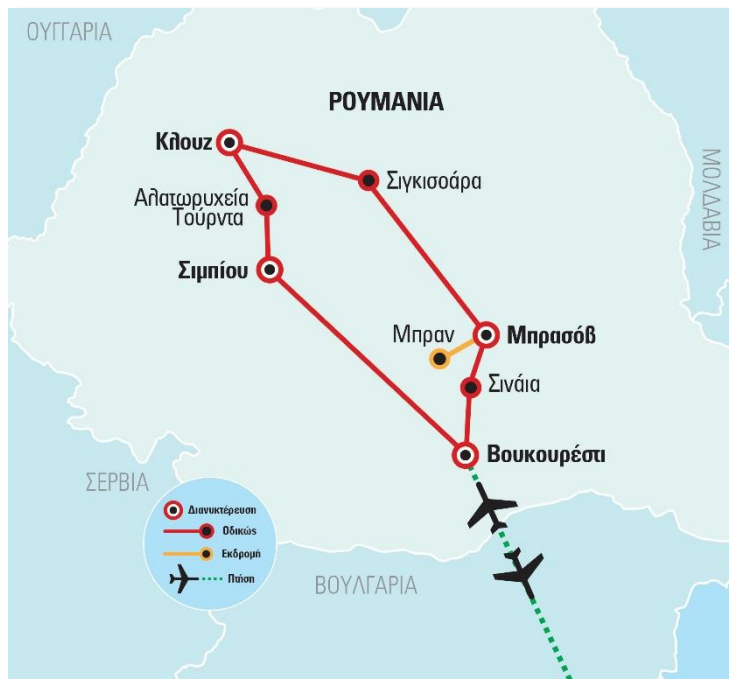 ΟΥΓΓΑΡΙΑ
ΡΟΥΜΑΝΙΑ
Κλουζ
Σιγκισοάρα
ΜΟΛΔΑΒΙΑ
Αλατωρυχεία
Τούρντα
Σιμπίου
Μπραν
Μπρασόβ
Σινάια
Βουκουρέστι
ΣΕΡΒΙΑ
Διανυκτέρευση
Οδικώς
Εκδρομή
Πτήση
ΒΟΥΛΓΑΡΙΑ